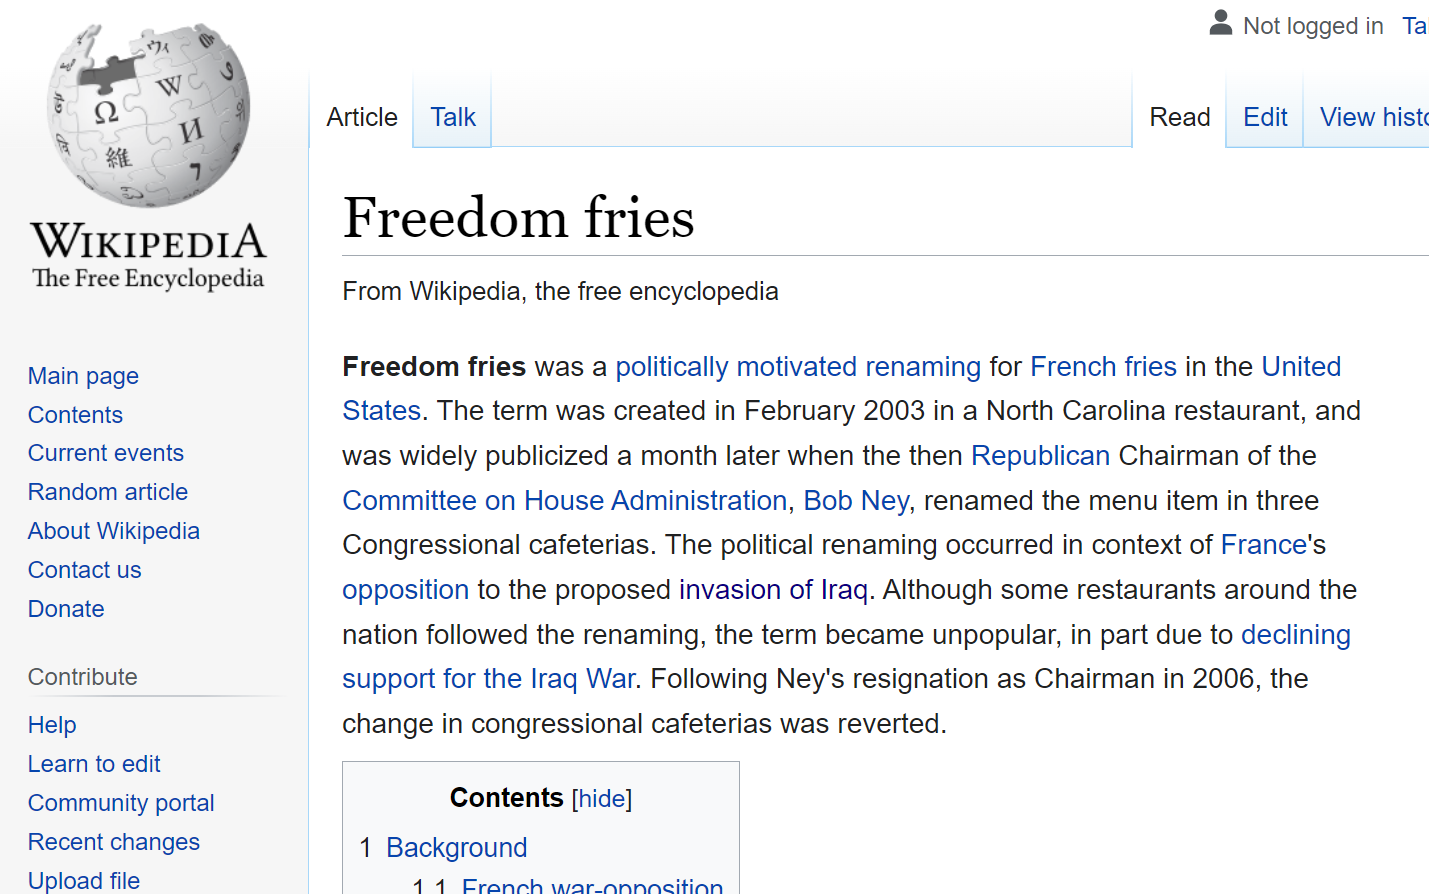 Not logged in
Article
Talk
Read
Edit
View
Ω
W
И
維
7
WIKIPEDIA
The Free Encyclopedia
Freedom fries
From Wikipedia, the free encyclopedia
Main page
Contents
Current events
Random article
About Wikipedia
Contact us
Donate
Contribute
Help
Learn to edit
Community portal
Recent changes
Upload file
Freedom fries was a politically motivated renaming for French fries in the United
States. The term was created in February 2003 in a North Carolina restaurant, and
was widely publicized a month later when the then Republican Chairman of the
Committee on House Administration, Bob Ney, renamed the menu item in three
Congressional cafeterias. The political renaming occurred in context of France's
opposition to the proposed invasion of Iraq. Although some restaurants around the
nation followed the renaming, the term became unpopular, in part due to declining
support for the Iraq War. Following Ney's resignation as Chairman in 2006, the
change in congressional cafeterias was reverted.
Contents [hide]
1 Background
1.1 French war-opposition